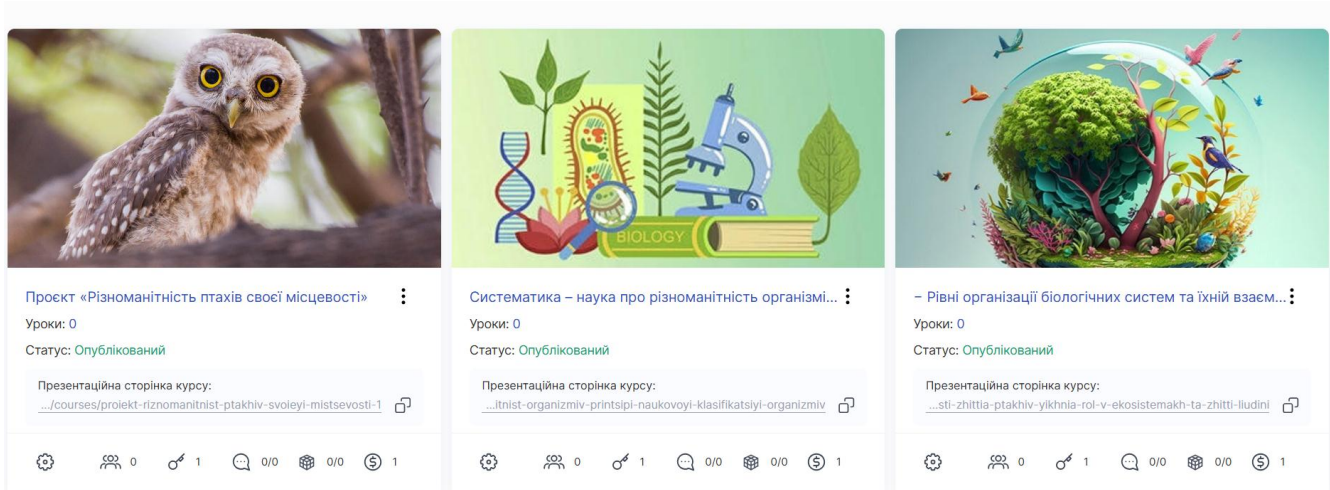 Проєкт «Різноманітність птахів своєї місцевості»
Уроки: 0
Статус: Опублікований
Презентаційна сторінка курсу:
.../courses/proiekt-riznomanitnist-ptakhiv-svoieyi-mistsevosti-1
0 1 0/0 0/0 1
BIOLOGY
Систематика – наука про різноманітність організмі...
Уроки: 0
Статус: Опублікований
Презентаційна сторінка курсу:
...itnist-organizmiv-printsipi-naukovoyi-klasifikatsiyi-organizmiv
0 1 0/0 0/0 1
– Рівні організації біологічних систем та їхній взаєм...
Уроки: 0
Статус: Опублікований
Презентаційна сторінка курсу:
...sti-zhittia-ptakhiv-yikhnia-rol-v-ekosistemakh-ta-zhitti-liudini
0 1 0/0 0/0 1